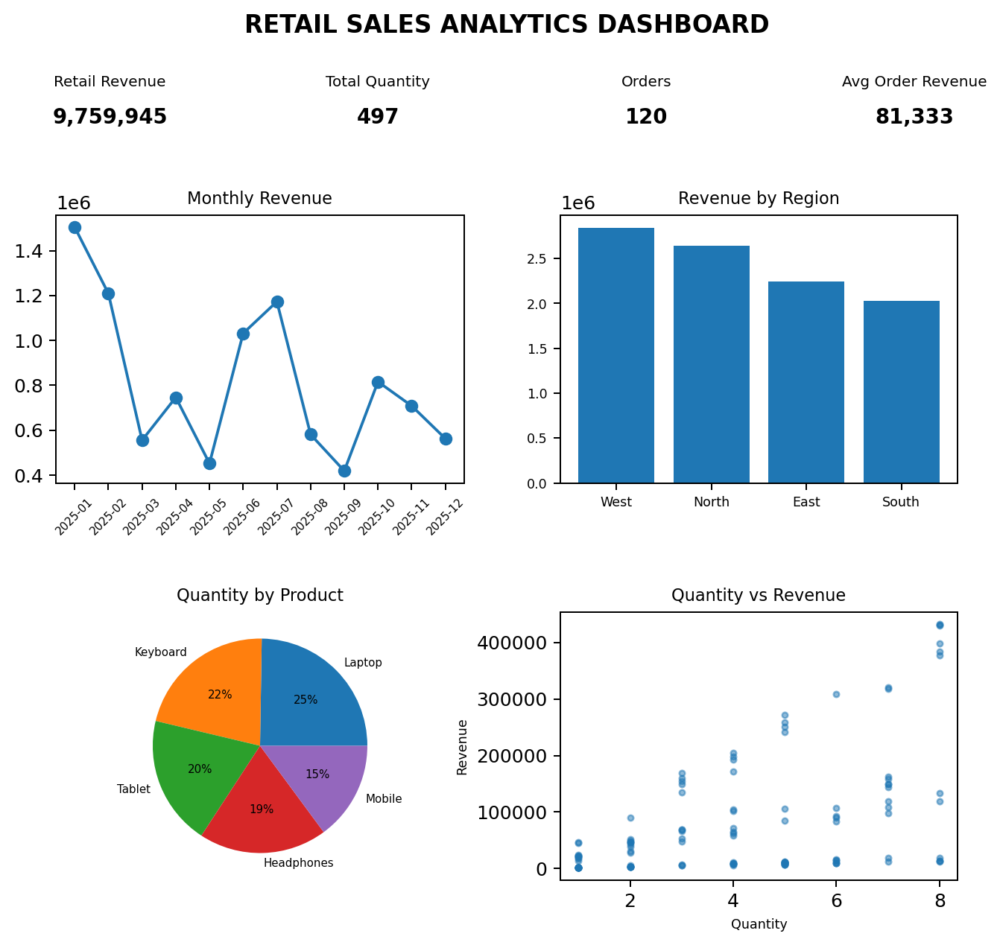 RETAIL SALES ANALYTICS DASHBOARD
Retail Revenue
9,759,945
Total Quantity
497
Orders
120
Avg Order Revenue
81,333
Monthly Revenue
1e6
1.4
1.2
1.0
0.8
0.6
0.4
2025-01
2025-02
2025-03
2025-04
2025-05
2025-06
2025-07
2025-08
2025-09
2025-10
2025-11
2025-12
Revenue by Region
1e6
2.5
2.0
1.5
1.0
0.5
0.0
West
North
East
South
Quantity by Product
Keyboard
Laptop
22%
25%
20%
15%
Tablet
Mobile
19%
Headphones
Quantity vs Revenue
Revenue
400000
300000
200000
100000
0
2
4
6
8
Quantity